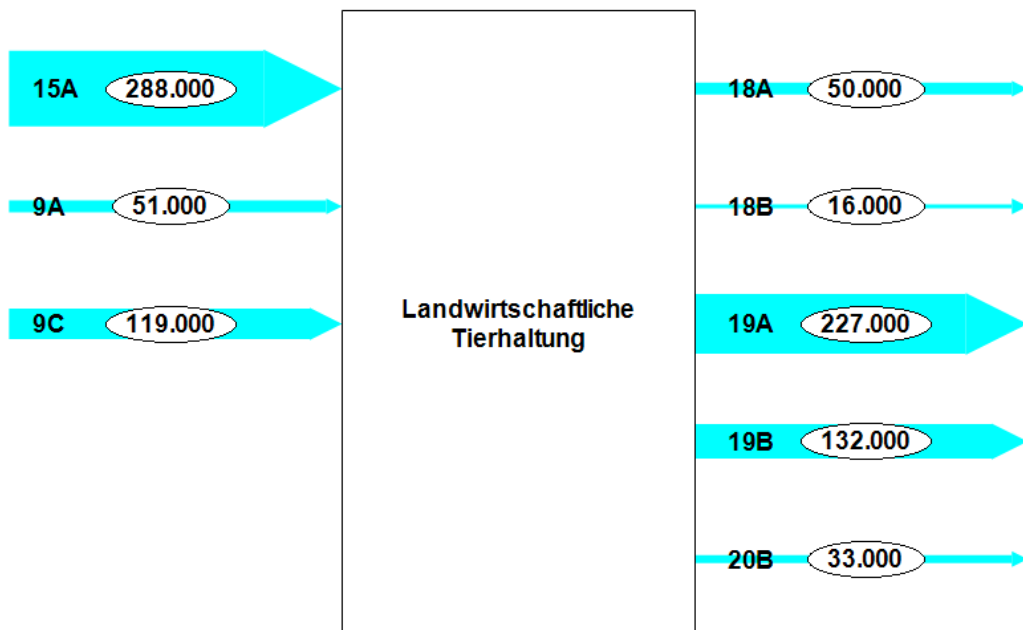 15A 288.000
9A 51.000
9C 119.000
Landwirtschaftliche
Tierhaltung
18A 50.000
18B 16.000
19A 227.000
19B 132.000
20B 33.000